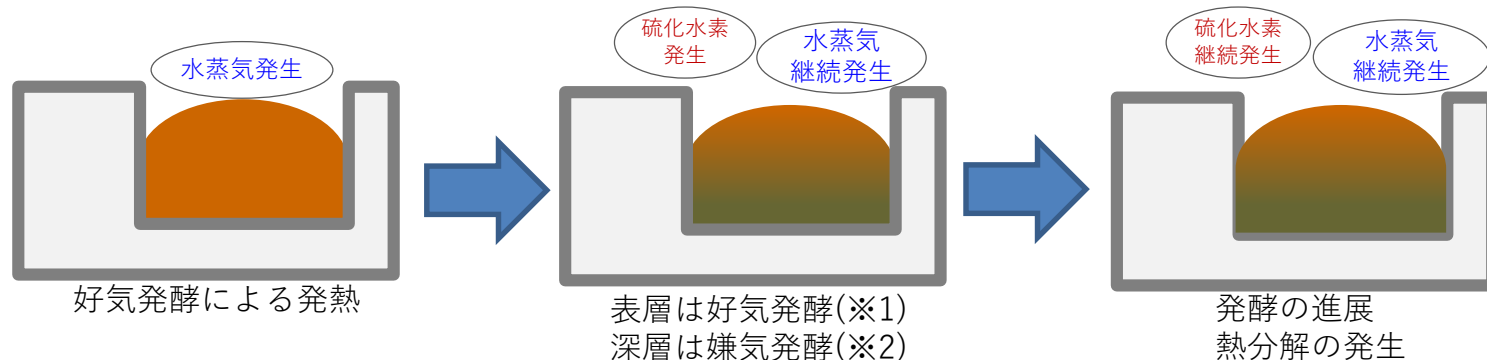 水蒸気発生
好気発酵による発熱
硫化水素
発生
水蒸気
継続発生
表層は好気発酵(※1)
深層は嫌気発酵(※2)
硫化水素
継続発生
水蒸気
継続発生
発酵の進展
熱分解の発生